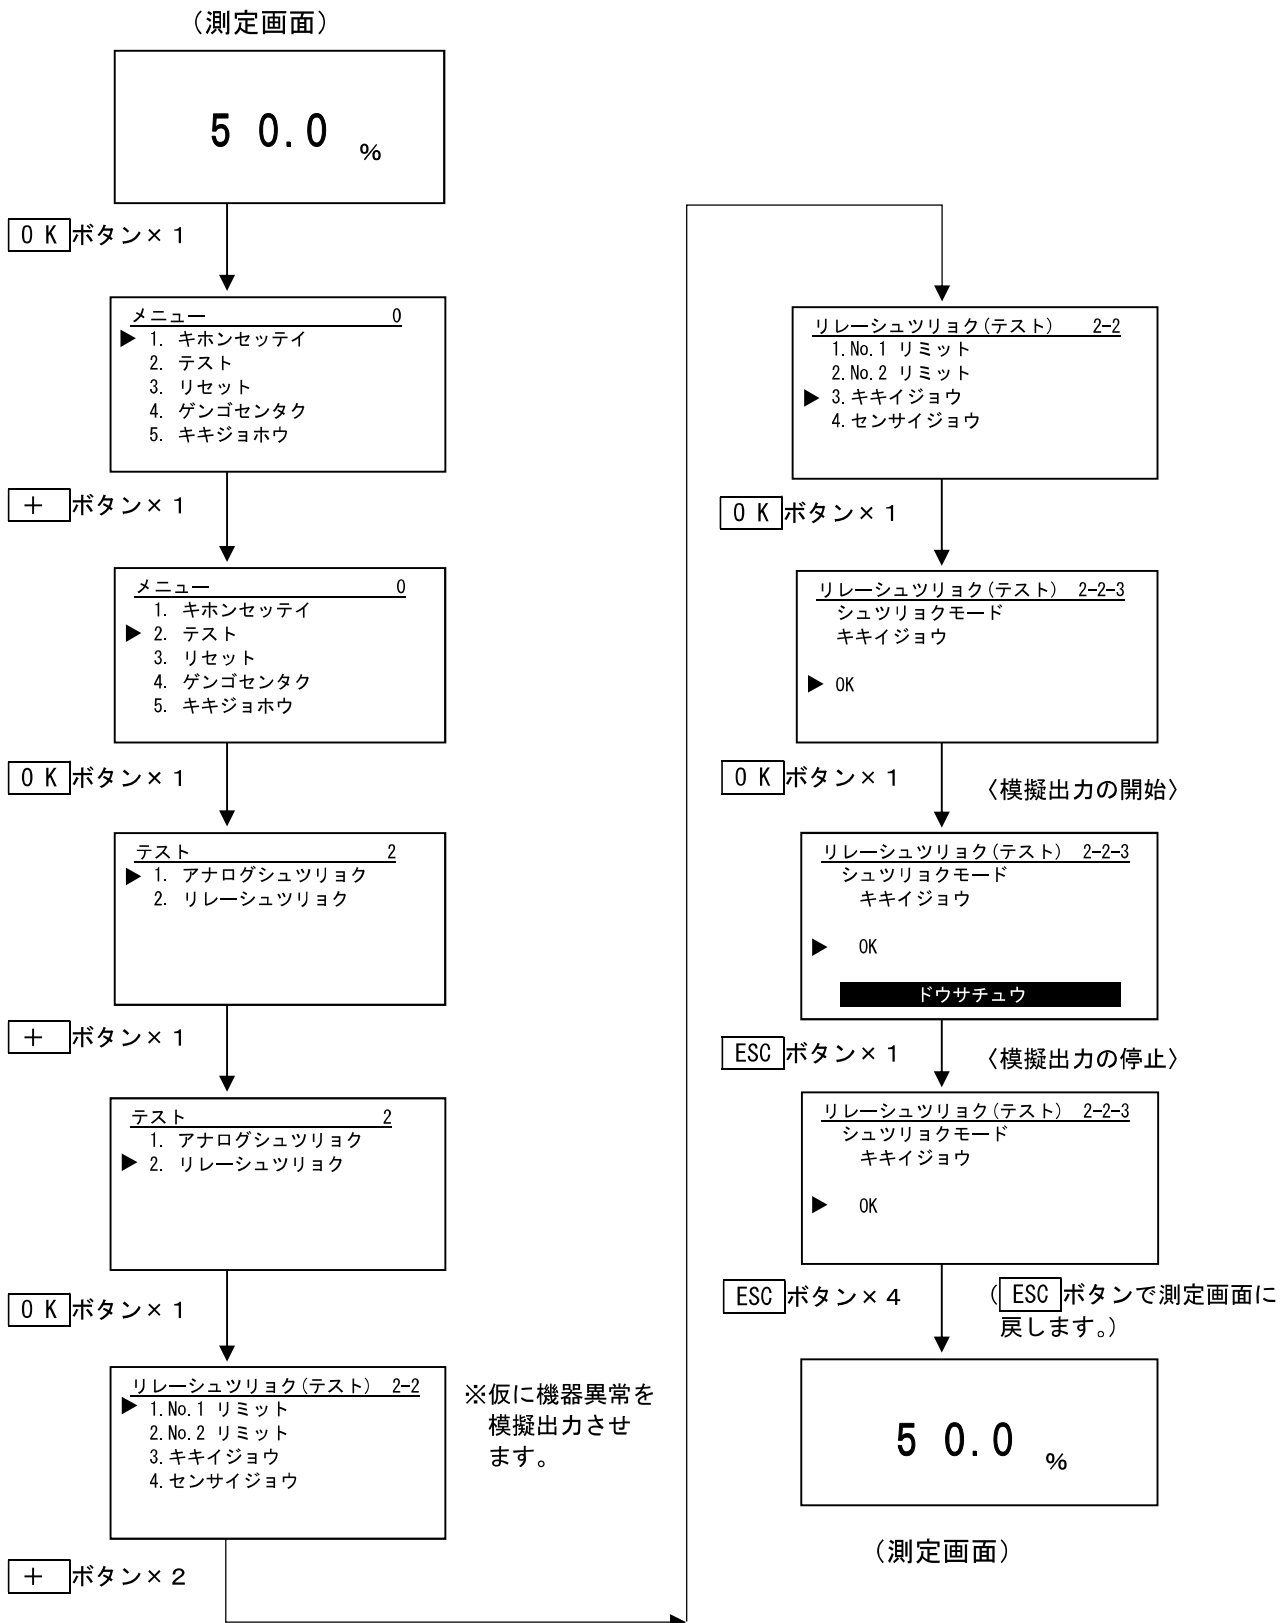 （測定画面）
50.0 %
OK ボタン×1
メニュー 0
▶ 1. キホンセッテイ
2. テスト
3. リセット
4. ゲンゴセンタク
5. キキジョホウ
＋ ボタン×1
メニュー 0
1. キホンセッテイ
▶ 2. テスト
3. リセット
4. ゲンゴセンタク
5. キキジョホウ
OK ボタン×1
テスト 2
▶ 1. アナログシュツリョク
2. リレーシュツリョク
＋ ボタン×1
テスト 2
1. アナログシュツリョク
▶ 2. リレーシュツリョク
OK ボタン×1
リレーシュツリョク(テスト) 2-2
▶ 1.No.1 リミット
2.No.2 リミット
3.キキイジョウ
4.センサイジョウ
※仮に機器異常を
模擬出力させ
ます。
＋ ボタン×2
リレーシュツリョク(テスト) 2-2
1.No.1 リミット
2.No.2 リミット
▶ 3.キキイジョウ
4.センサイジョウ
OK ボタン×1
リレーシュツリョク(テスト) 2-2-3
シュツリョクモード
キキイジョウ
▶ OK
OK ボタン×1
〈模擬出力の開始〉
リレーシュツリョク(テスト) 2-2-3
シュツリョクモード
キキイジョウ
▶ OK
ドウサチュウ
ESC ボタン×1
〈模擬出力の停止〉
リレーシュツリョク(テスト) 2-2-3
シュツリョクモード
キキイジョウ
▶ OK
ESC ボタン×4
（ESC ボタンで測定画面に
戻します。）
50.0 %
（測定画面）